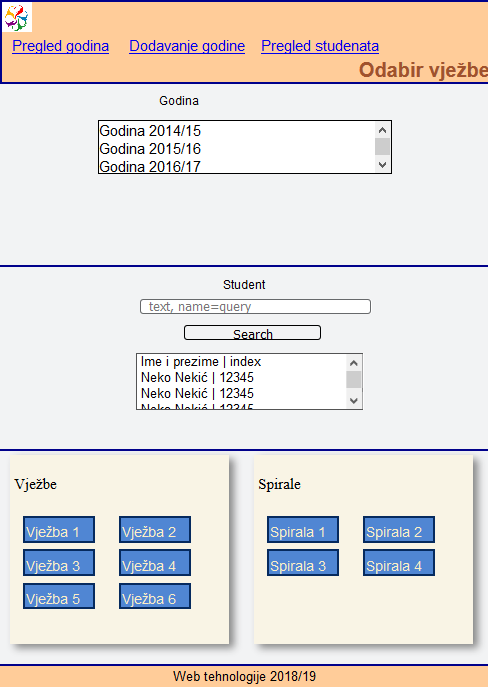 Pregled godina Dodavanje godine Pregled studenata
Odabir vježbe
Godina
Godina 2014/15
Godina 2015/16
Godina 2016/17
Student
text, name=query
Search
Ime i prezime | index
Neko Nekić | 12345
Neko Nekić | 12345
Neko Nekić | 12345
Vježbe
Vježba 1 Vježba 2
Vježba 3 Vježba 4
Vježba 5 Vježba 6
Spirale
Spirala 1 Spirala 2
Spirala 3 Spirala 4
Web tehnologije 2018/19